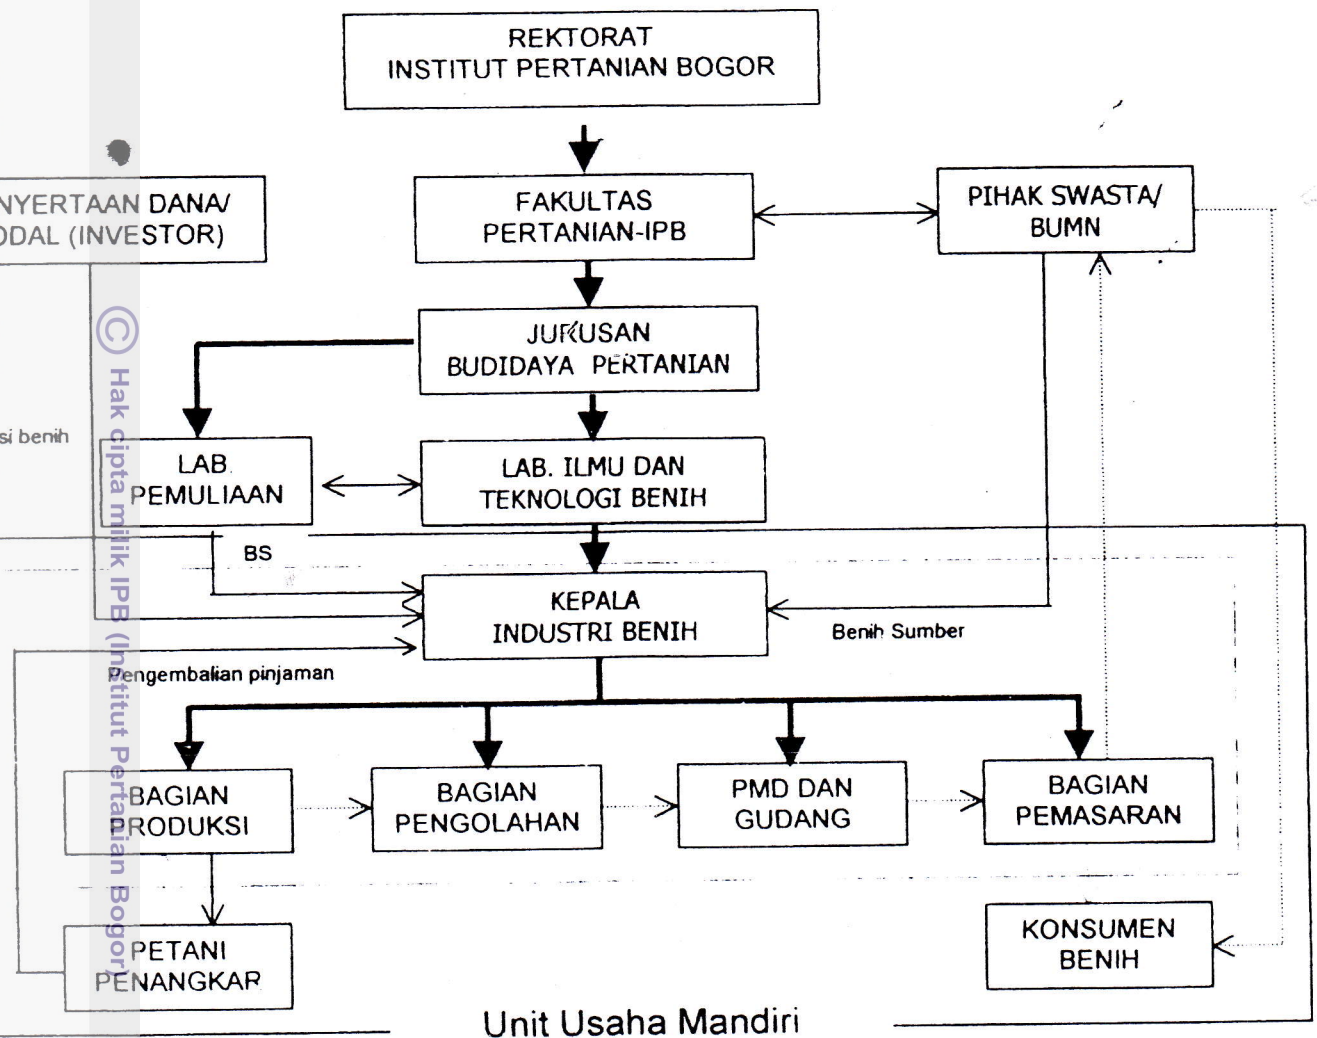 REKTORAT
INSTITUT PERTANIAN BOGOR
NYERTAAN DANA/
ODAL (INVESTOR)
FAKULTAS
PERTANIAN-IPB
PIHAK SWASTA/
BUMN
JURUSAN
BUDIDAYA PERTANIAN
si benih
LAB.
PEMULIAAN
LAB. ILMU DAN
TEKNOLOGI BENIH
BS
KEPALA
INDUSTRI BENIH
Benih Sumber
Pengembalian pinjaman
BAGIAN
PRODUKSI
BAGIAN
PENGOLAHAN
PMD DAN
GUDANG
BAGIAN
PEMASARAN
PETANI
PENANGKAR
KONSUMEN
BENIH
Unit Usaha Mandiri
© Hak cipta milik IPB (Institut Pertanian Bogor)